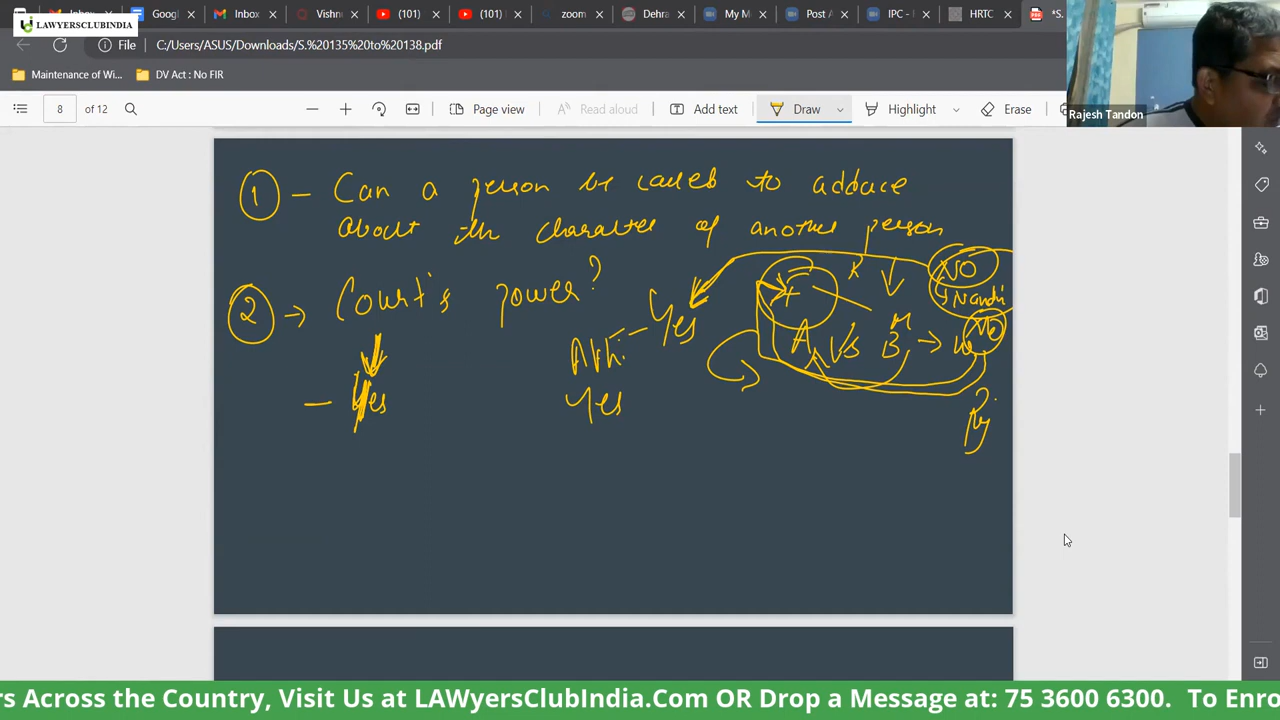 Inbox
Googl
Inbox
Vishn
(101)
(101)
conom
Dehra
My M
Post
IPC - I
HRTC
LAWYERSCLUBINDIA
File
C:/Users/ASUS/Downloads/S.%20135%20to%20138.pdf
Maintenance of Wi...
DV Act : No FIR
8 of 12
Page view
Read aloud
Add text
Draw
Highlight
Erase
Rajesh Tandon
1 - Can a person be called to adduce
about the character of another person
2 → Court's power?
Yes
NO
A Vs B →
No
Yes
- Yes
rs Across the Country, Visit Us at LAWyersClubIndia.Com OR Drop a Message at: 75 3600 6300. To Enro